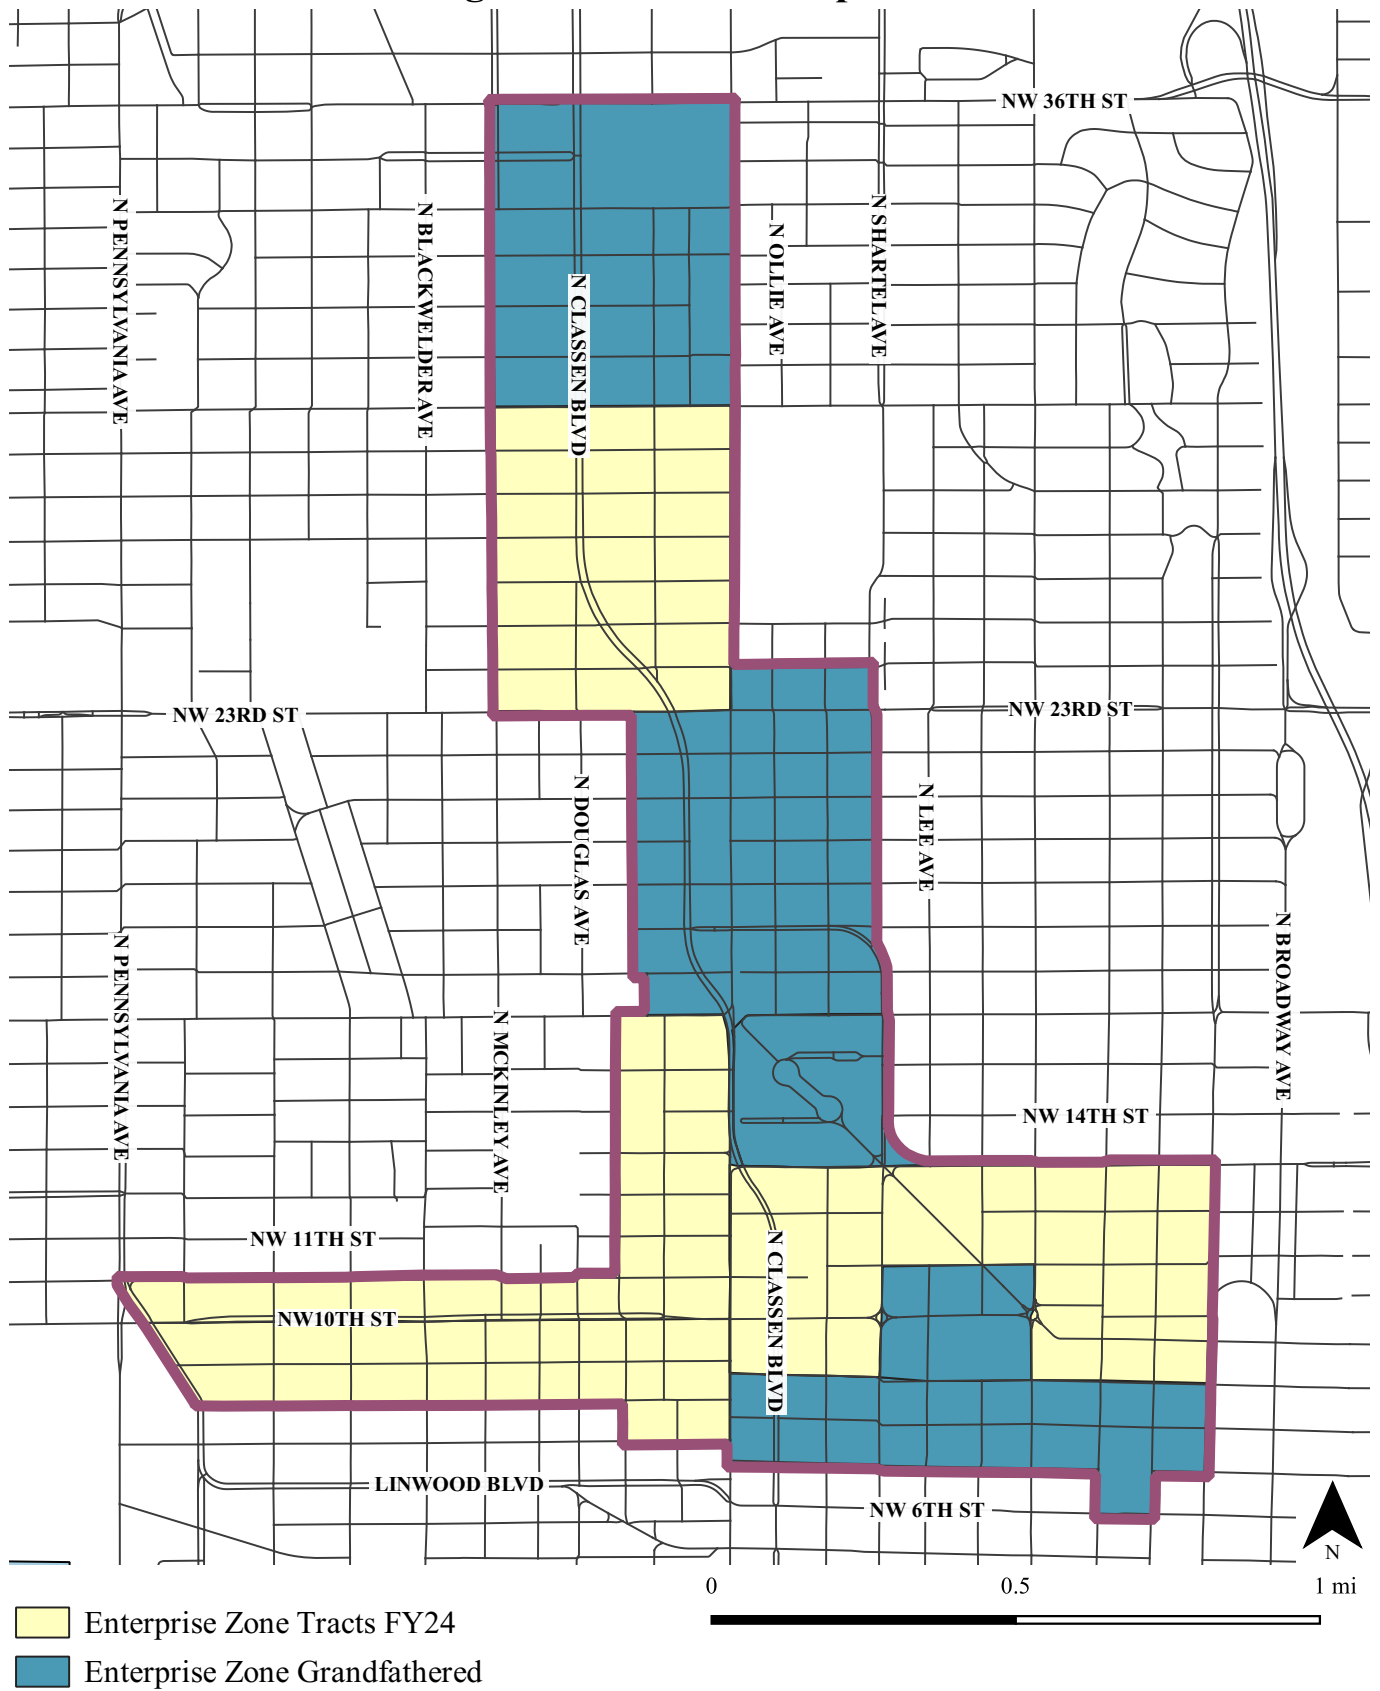 NW 36TH ST
N PENNSYLVANIA AVE
N BLACKWELDER AVE
N CLASSEN BLVD
N OLLIE AVE
N SHARTEL AVE
NW 23RD ST
NW 23RD ST
N DOUGLAS AVE
N LEE AVE
N PENNSYLVANIA AVE
N MCKINLEY AVE
N BROADWAY AVE
NW 14TH ST
NW 11TH ST
N CLASSEN BLVD
NW10TH ST
LINWOOD BLVD
NW 6TH ST
N
0 0.5 1 mi
Enterprise Zone Tracts FY24
Enterprise Zone Grandfathered